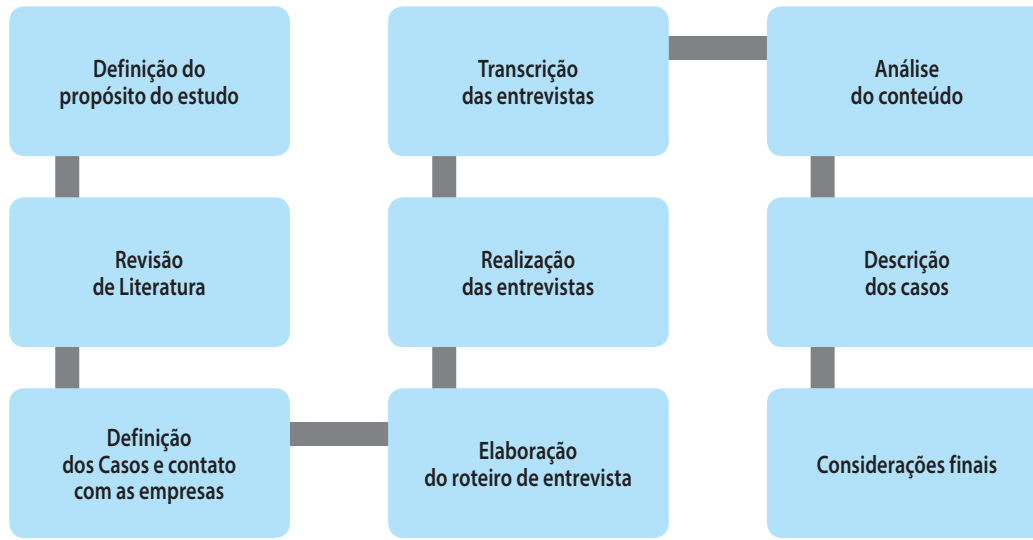 Definição do
propósito do estudo
Revisão
de Literatura
Definição
dos Casos e contato
com as empresas
Elaboração
do roteiro de entrevista
Realização
das entrevistas
Transcrição
das entrevistas
Análise
do conteúdo
Descrição
dos casos
Considerações finais